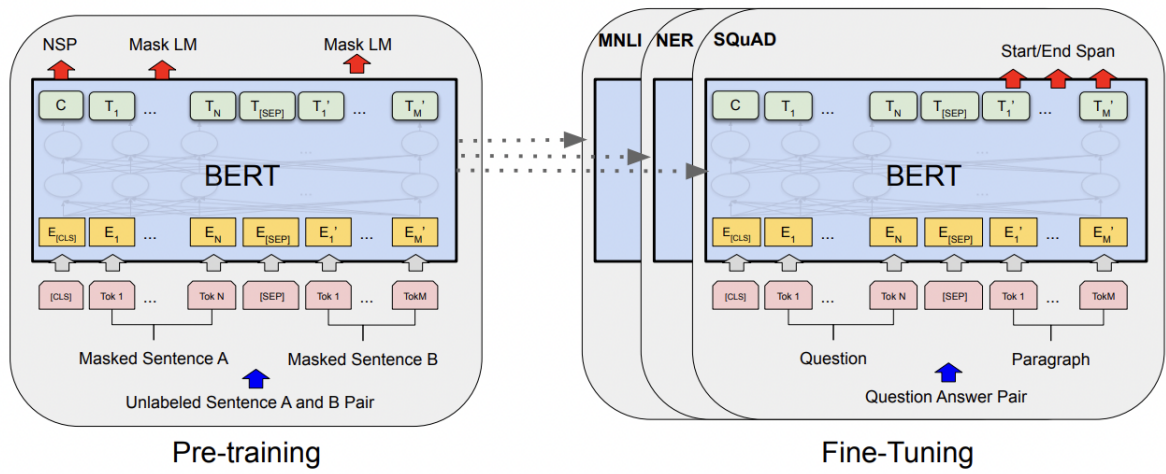 NSP Mask LM Mask LM
C T1 ... TN T[SEP] T1' ... TM'
BERT
E[CLS] E1 ... EN E[SEP] E1' ... EM'
[CLS] Tok 1 ... Tok N [SEP] Tok 1 ... TokM
Masked Sentence A Masked Sentence B
Unlabeled Sentence A and B Pair
Pre-training
MNLI NER SQuAD
Start/End Span
C T1 ... TN T[SEP] T1' ... TM'
BERT
E[CLS] E1 ... EN E[SEP] E1' ... EM'
[CLS] Tok 1 ... Tok N [SEP] Tok 1 ... TokM
Question Paragraph
Question Answer Pair
Fine-Tuning